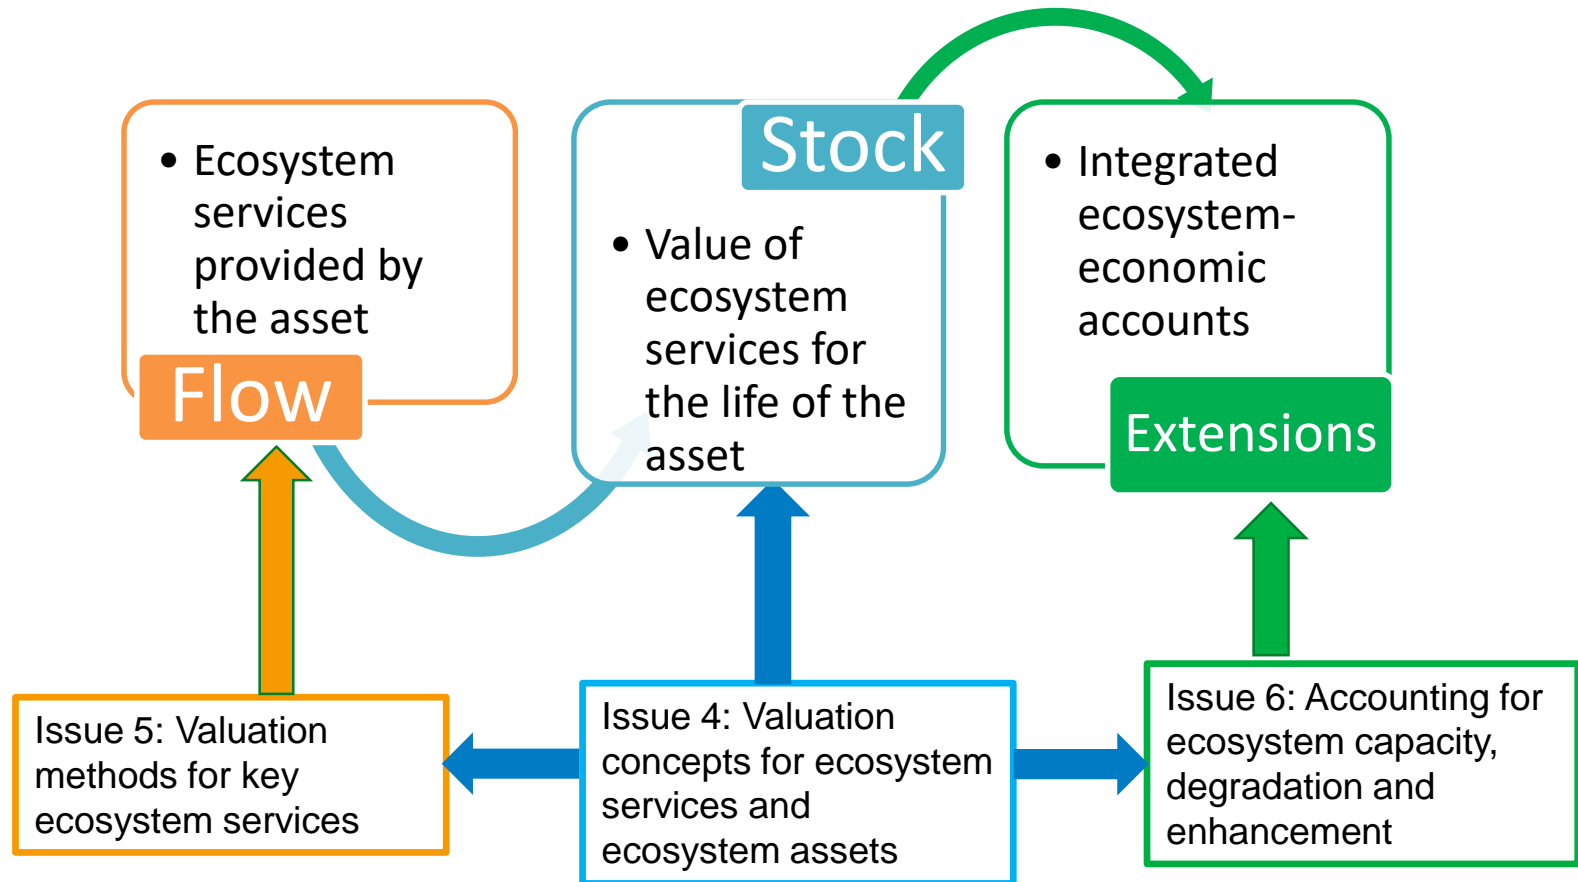 • Ecosystem
services
provided by
the asset
Flow
Stock
• Value of
ecosystem
services for
the life of the
asset
• Integrated
ecosystem-
economic
accounts
Extensions
Issue 5: Valuation
methods for key
ecosystem services
Issue 4: Valuation
concepts for ecosystem
services and
ecosystem assets
Issue 6: Accounting for
ecosystem capacity,
degradation and
enhancement